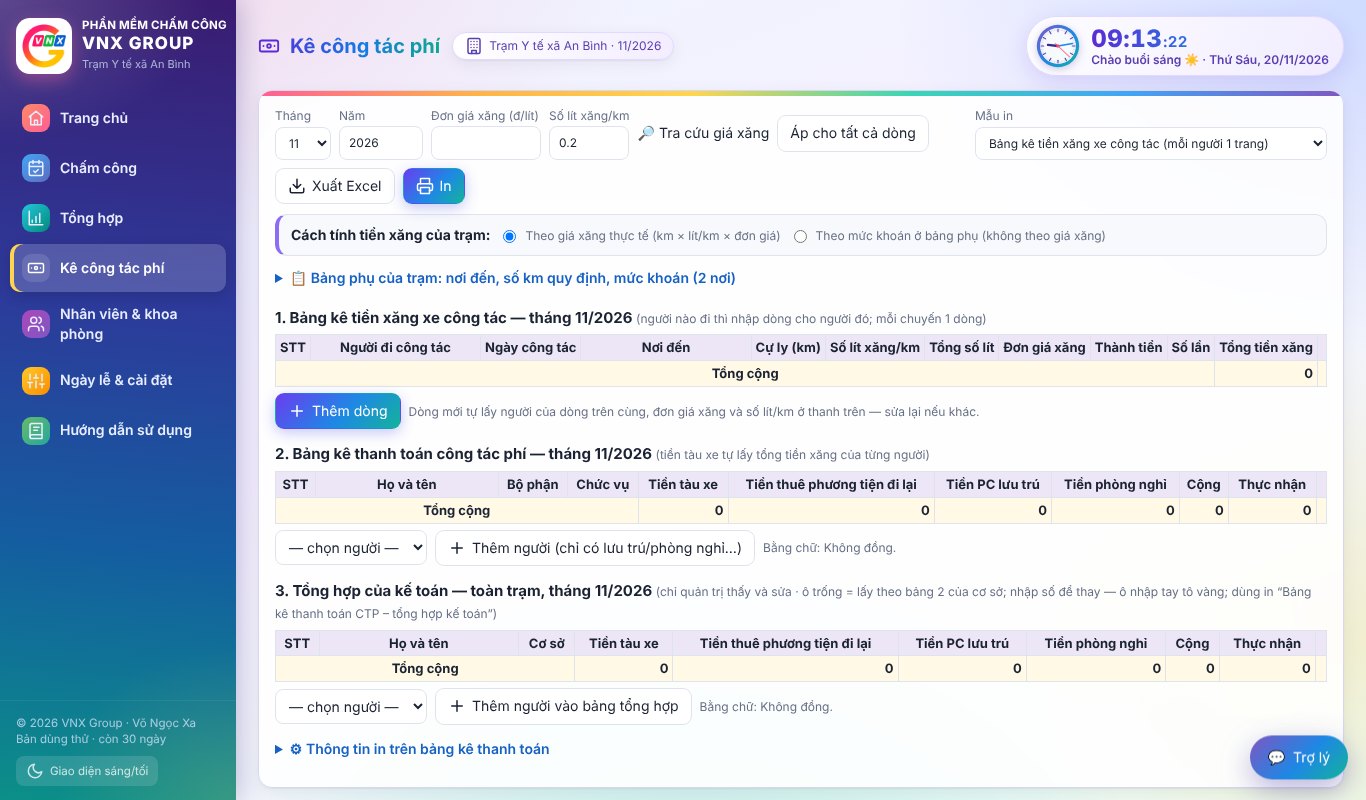 PHẦN MỀM CHẤM CÔNG
VNX GROUP
Trạm Y tế xã An Bình
VNX
Trang chủ
Chấm công
Tổng hợp
Kê công tác phí
Nhân viên & khoa
phòng
Ngày lễ & cài đặt
Hướng dẫn sử dụng
© 2026 VNX Group · Võ Ngọc Xa
Bản dùng thử · còn 30 ngày
Giao diện sáng/tối
Kê công tác phí
Trạm Y tế xã An Bình · 11/2026
09:13:22
Chào buổi sáng ☀️ · Thứ Sáu, 20/11/2026
Tháng Năm Đơn giá xăng (đ/lít) Số lít xăng/km Mẫu in
11 2026 0.2 🔎 Tra cứu giá xăng Áp cho tất cả dòng Bảng kê tiền xăng xe công tác (mỗi người 1 trang)
Xuất Excel In
Cách tính tiền xăng của trạm: Theo giá xăng thực tế (km × lít/km × đơn giá) Theo mức khoán ở bảng phụ (không theo giá xăng)
▶ 📋 Bảng phụ của trạm: nơi đến, số km quy định, mức khoán (2 nơi)
1. Bảng kê tiền xăng xe công tác — tháng 11/2026 (người nào đi thì nhập dòng cho người đó; mỗi chuyến 1 dòng)
STT Người đi công tác Ngày công tác Nơi đến Cự ly (km) Số lít xăng/km Tổng số lít Đơn giá xăng Thành tiền Số lần Tổng tiền xăng
Tổng cộng 0
+ Thêm dòng Dòng mới tự lấy người của dòng trên cùng, đơn giá xăng và số lít/km ở thanh trên — sửa lại nếu khác.
2. Bảng kê thanh toán công tác phí — tháng 11/2026 (tiền tàu xe tự lấy tổng tiền xăng của từng người)
STT Họ và tên Bộ phận Chức vụ Tiền tàu xe Tiền thuê phương tiện đi lại Tiền PC lưu trú Tiền phòng nghỉ Cộng Thực nhận
Tổng cộng 0 0 0 0 0 0
— chọn người — + Thêm người (chỉ có lưu trú/phòng nghỉ...) Bằng chữ: Không đồng.
3. Tổng hợp của kế toán — toàn trạm, tháng 11/2026 (chỉ quản trị thấy và sửa · ô trống = lấy theo bảng 2 của cơ sở; nhập số để thay — ô nhập tay tô vàng; dùng in “Bảng
kê thanh toán CTP – tổng hợp kế toán”)
STT Họ và tên Cơ sở Tiền tàu xe Tiền thuê phương tiện đi lại Tiền PC lưu trú Tiền phòng nghỉ Cộng Thực nhận
Tổng cộng 0 0 0 0 0 0
— chọn người — + Thêm người vào bảng tổng hợp Bằng chữ: Không đồng.
▶ ⚙ Thông tin in trên bảng kê thanh toán
💬 Trợ lý